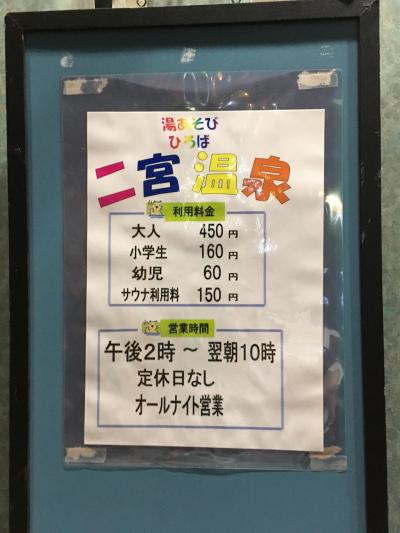 湯あそび
ひろば
二宮温泉
利用料金
大人 450円
小学生 160円
幼児 60円
サウナ利用料 150円
営業時間
午後2時 ～ 翌朝10時
定休日なし
オールナイト営業